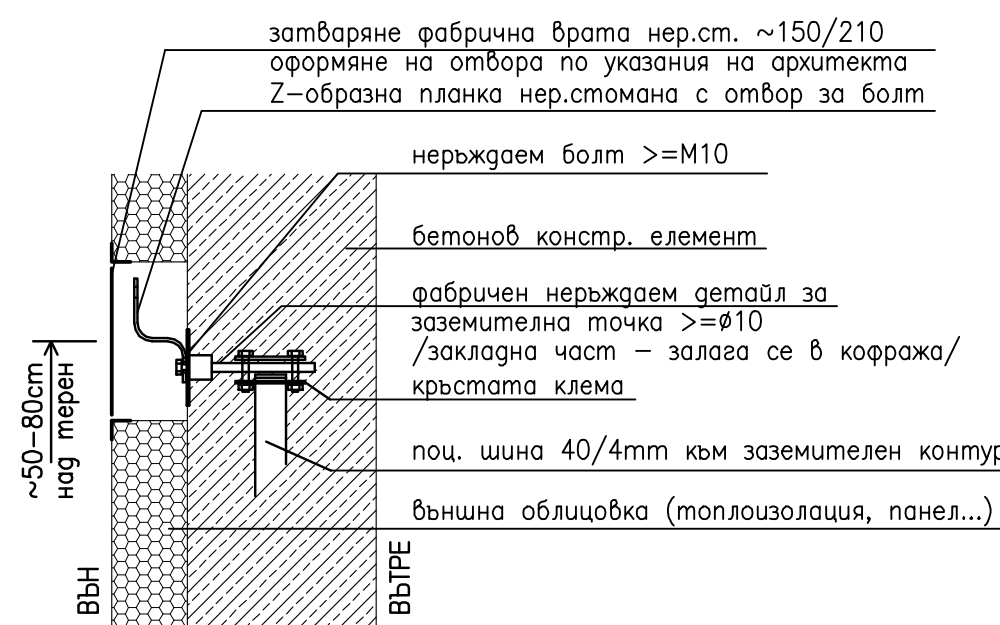 затваряне фабрична врата нер.ст. ~150/210
оформяне на отвора по указания на архитекта
Z-образна планка нер.стомана с отвор за болт
неръждаем болт >=М10
бетонов констр. елемент
фабричен неръждаем детайл за
заземителна точка >=ø10
/закладна част - залага се в кофража/
кръстата клема
~50-80cm
над терен
поц. шина 40/4mm към заземителен контур
външна облицовка (топлоизолация, панел...)
ВЪН
ВЪТРЕ